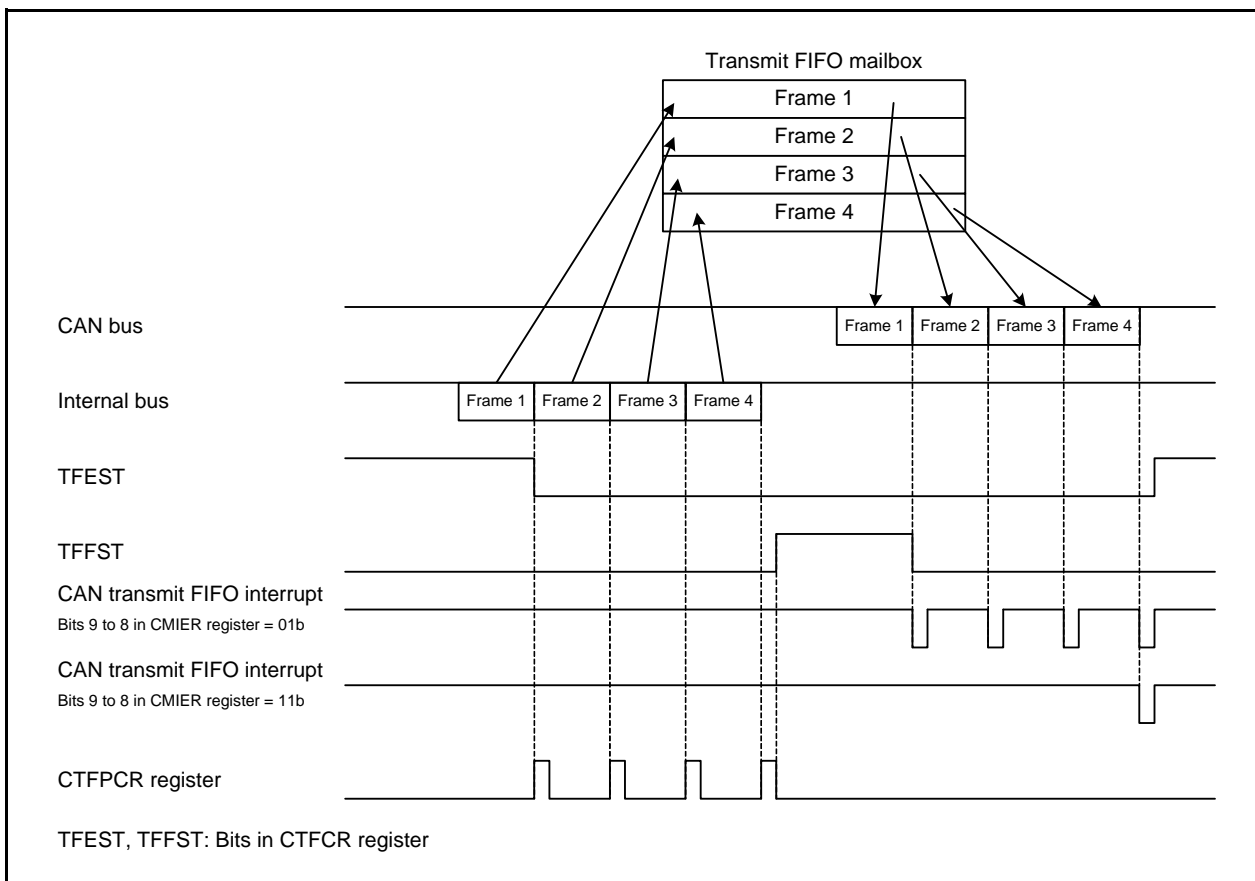 Transmit FIFO mailbox
Frame 1
Frame 2
Frame 3
Frame 4
CAN bus
Frame 1 Frame 2 Frame 3 Frame 4
Internal bus
Frame 1 Frame 2 Frame 3 Frame 4
TFEST
TFFST
CAN transmit FIFO interrupt
Bits 9 to 8 in CMIER register = 01b
CAN transmit FIFO interrupt
Bits 9 to 8 in CMIER register = 11b
CTFPCR register
TFEST, TFFST: Bits in CTFCR register